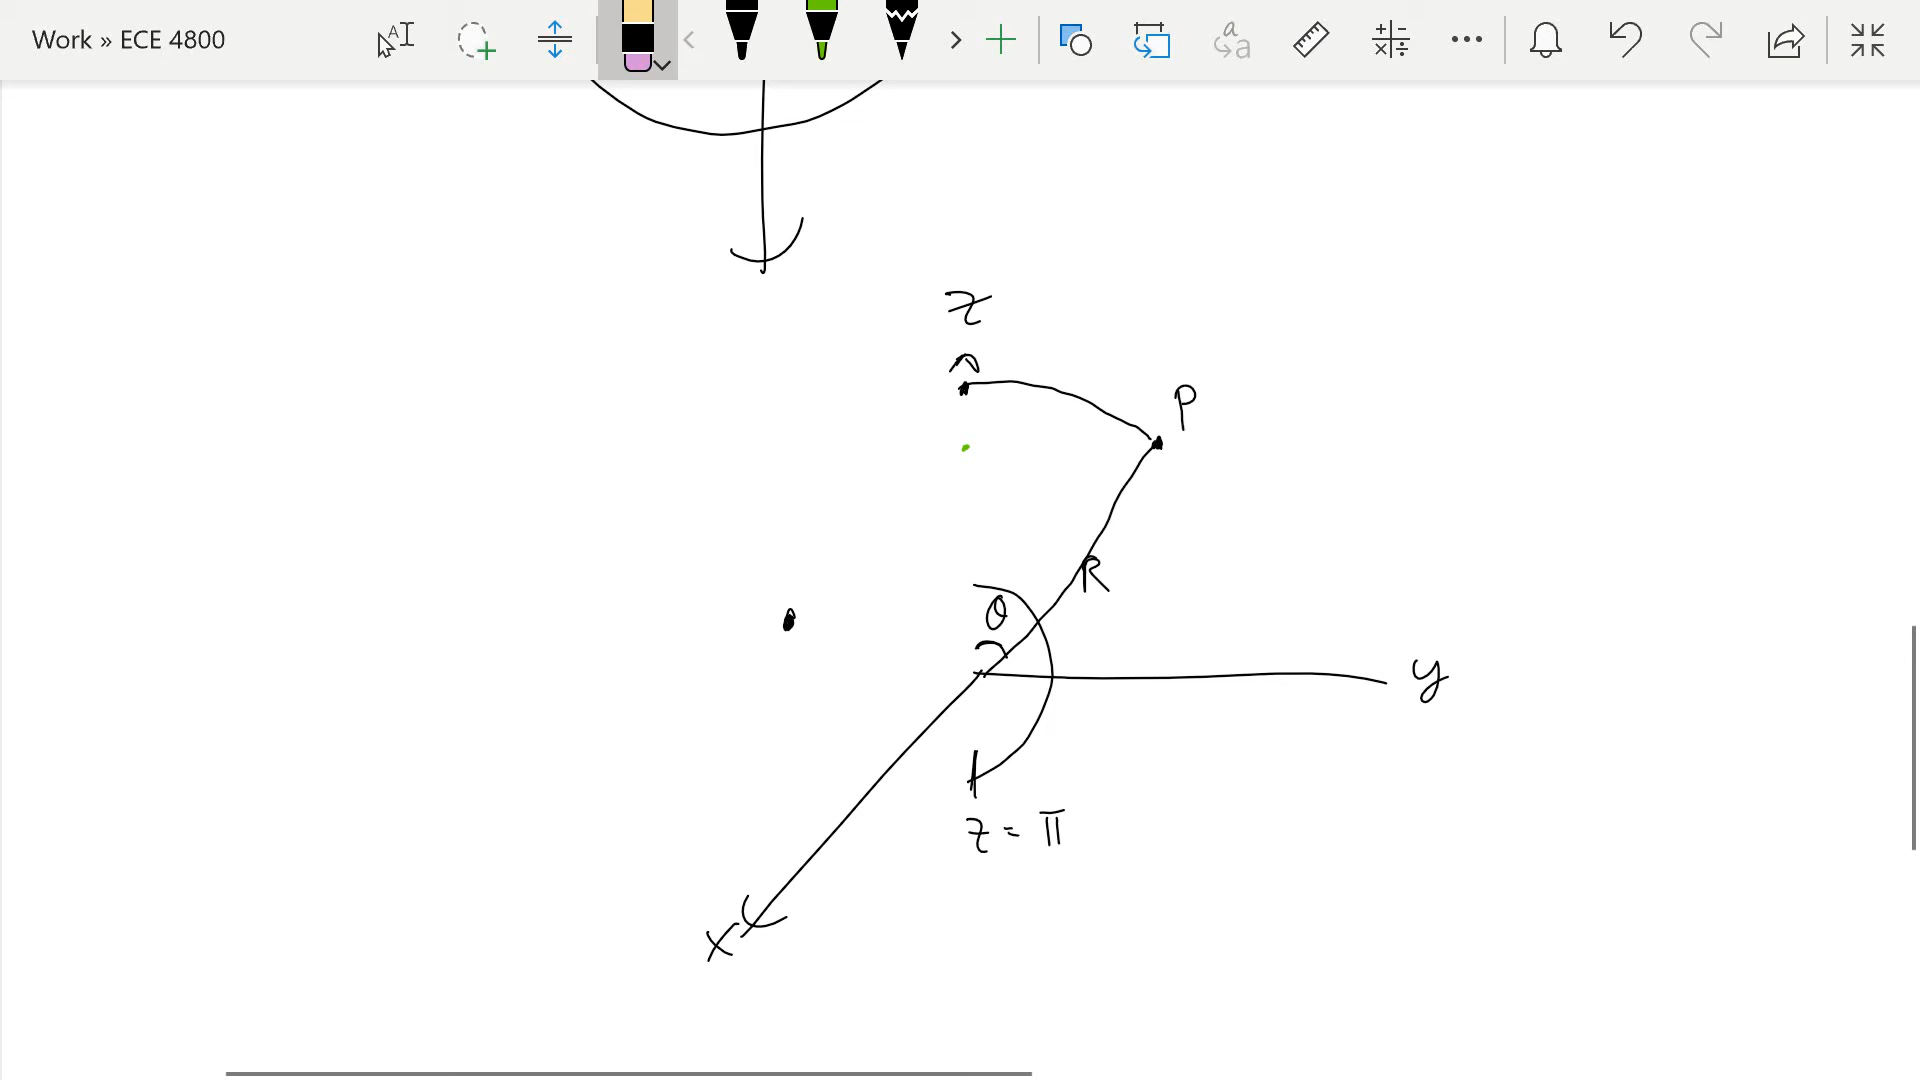 Work » ECE 4800
z
P
R
θ
y
z = π
x